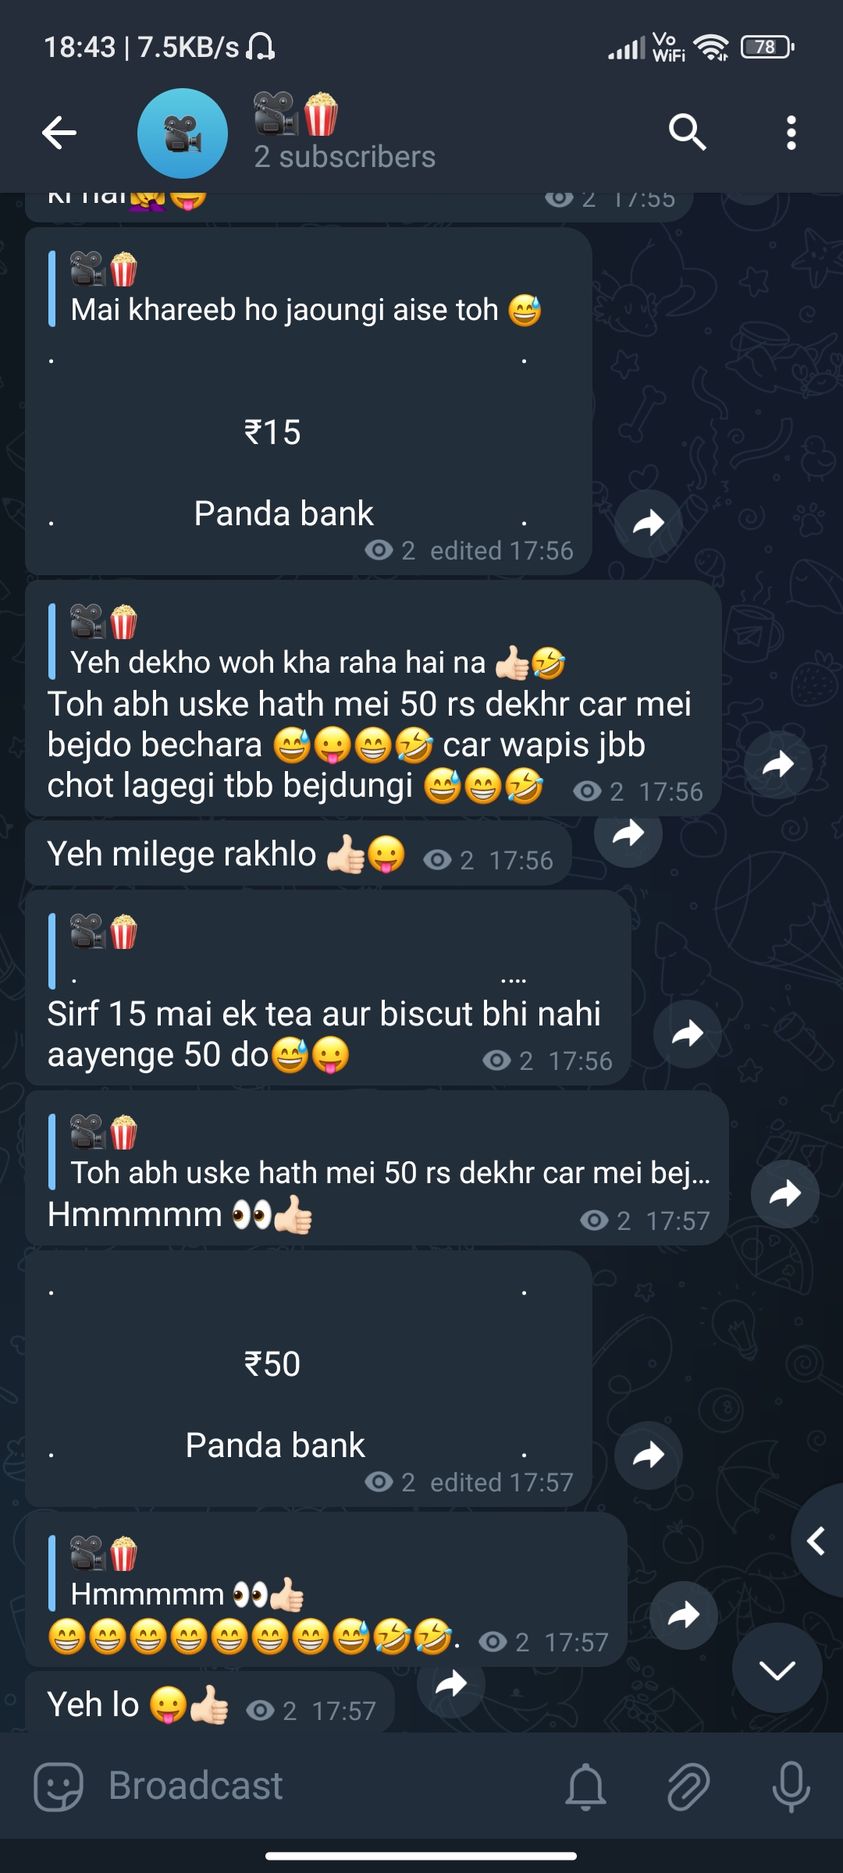 18:43 | 7.5KB/s
Vo
WiFi
78
🎥🍿
2 subscribers
ki hai🤦‍♀️😛 2 17:55
🎥🍿
Mai khareeb ho jaoungi aise toh 😅
. .
₹15
. Panda bank .
2 edited 17:56
🎥🍿
Yeh dekho woh kha raha hai na 👍🏻🤣
Toh abh uske hath mei 50 rs dekhr car mei
bejdo bechara 😅😛😁🤣 car wapis jbb
chot lagegi tbb bejdungi 😅😁🤣 2 17:56
Yeh milege rakhlo 👍🏻😛 2 17:56
🎥🍿
. ....
Sirf 15 mai ek tea aur biscut bhi nahi
aayenge 50 do😅😛 2 17:56
🎥🍿
Toh abh uske hath mei 50 rs dekhr car mei bej...
Hmmmmm 👀👍🏻 2 17:57
. .
₹50
. Panda bank .
2 edited 17:57
🎥🍿
Hmmmmm 👀👍🏻
😁😁😁😁😁😁😁😅🤣🤣. 2 17:57
Yeh lo 😛👍🏻 2 17:57
Broadcast